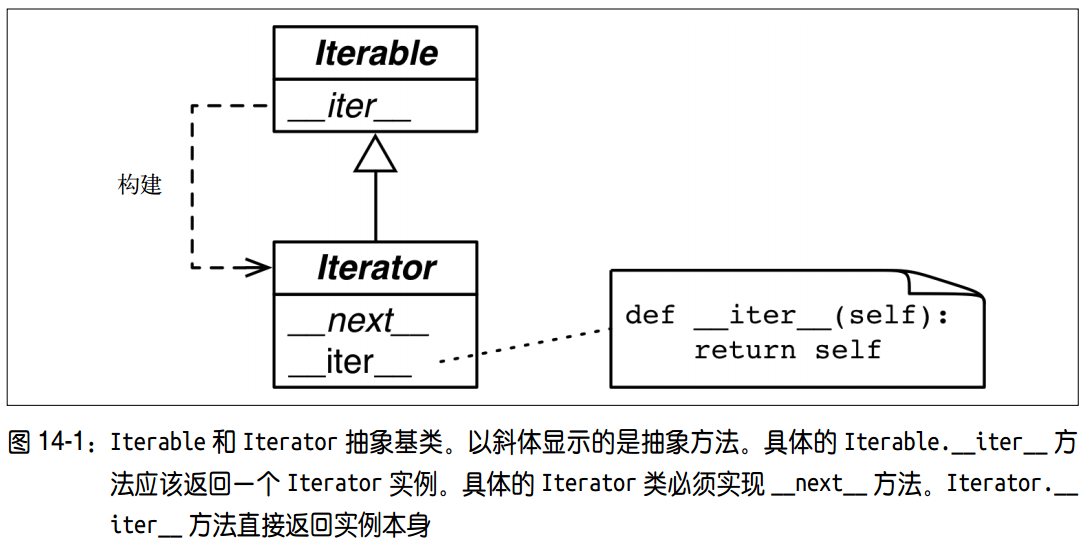 Iterable
__iter__
构建
Iterator
__next__
__iter__
def __iter__(self):
    return self
图 14-1：Iterable 和 Iterator 抽象基类。以斜体显示的是抽象方法。具体的 Iterable.__iter__ 方
法应该返回一个 Iterator 实例。具体的 Iterator 类必须实现 __next__ 方法。Iterator.__
iter__ 方法直接返回实例本身